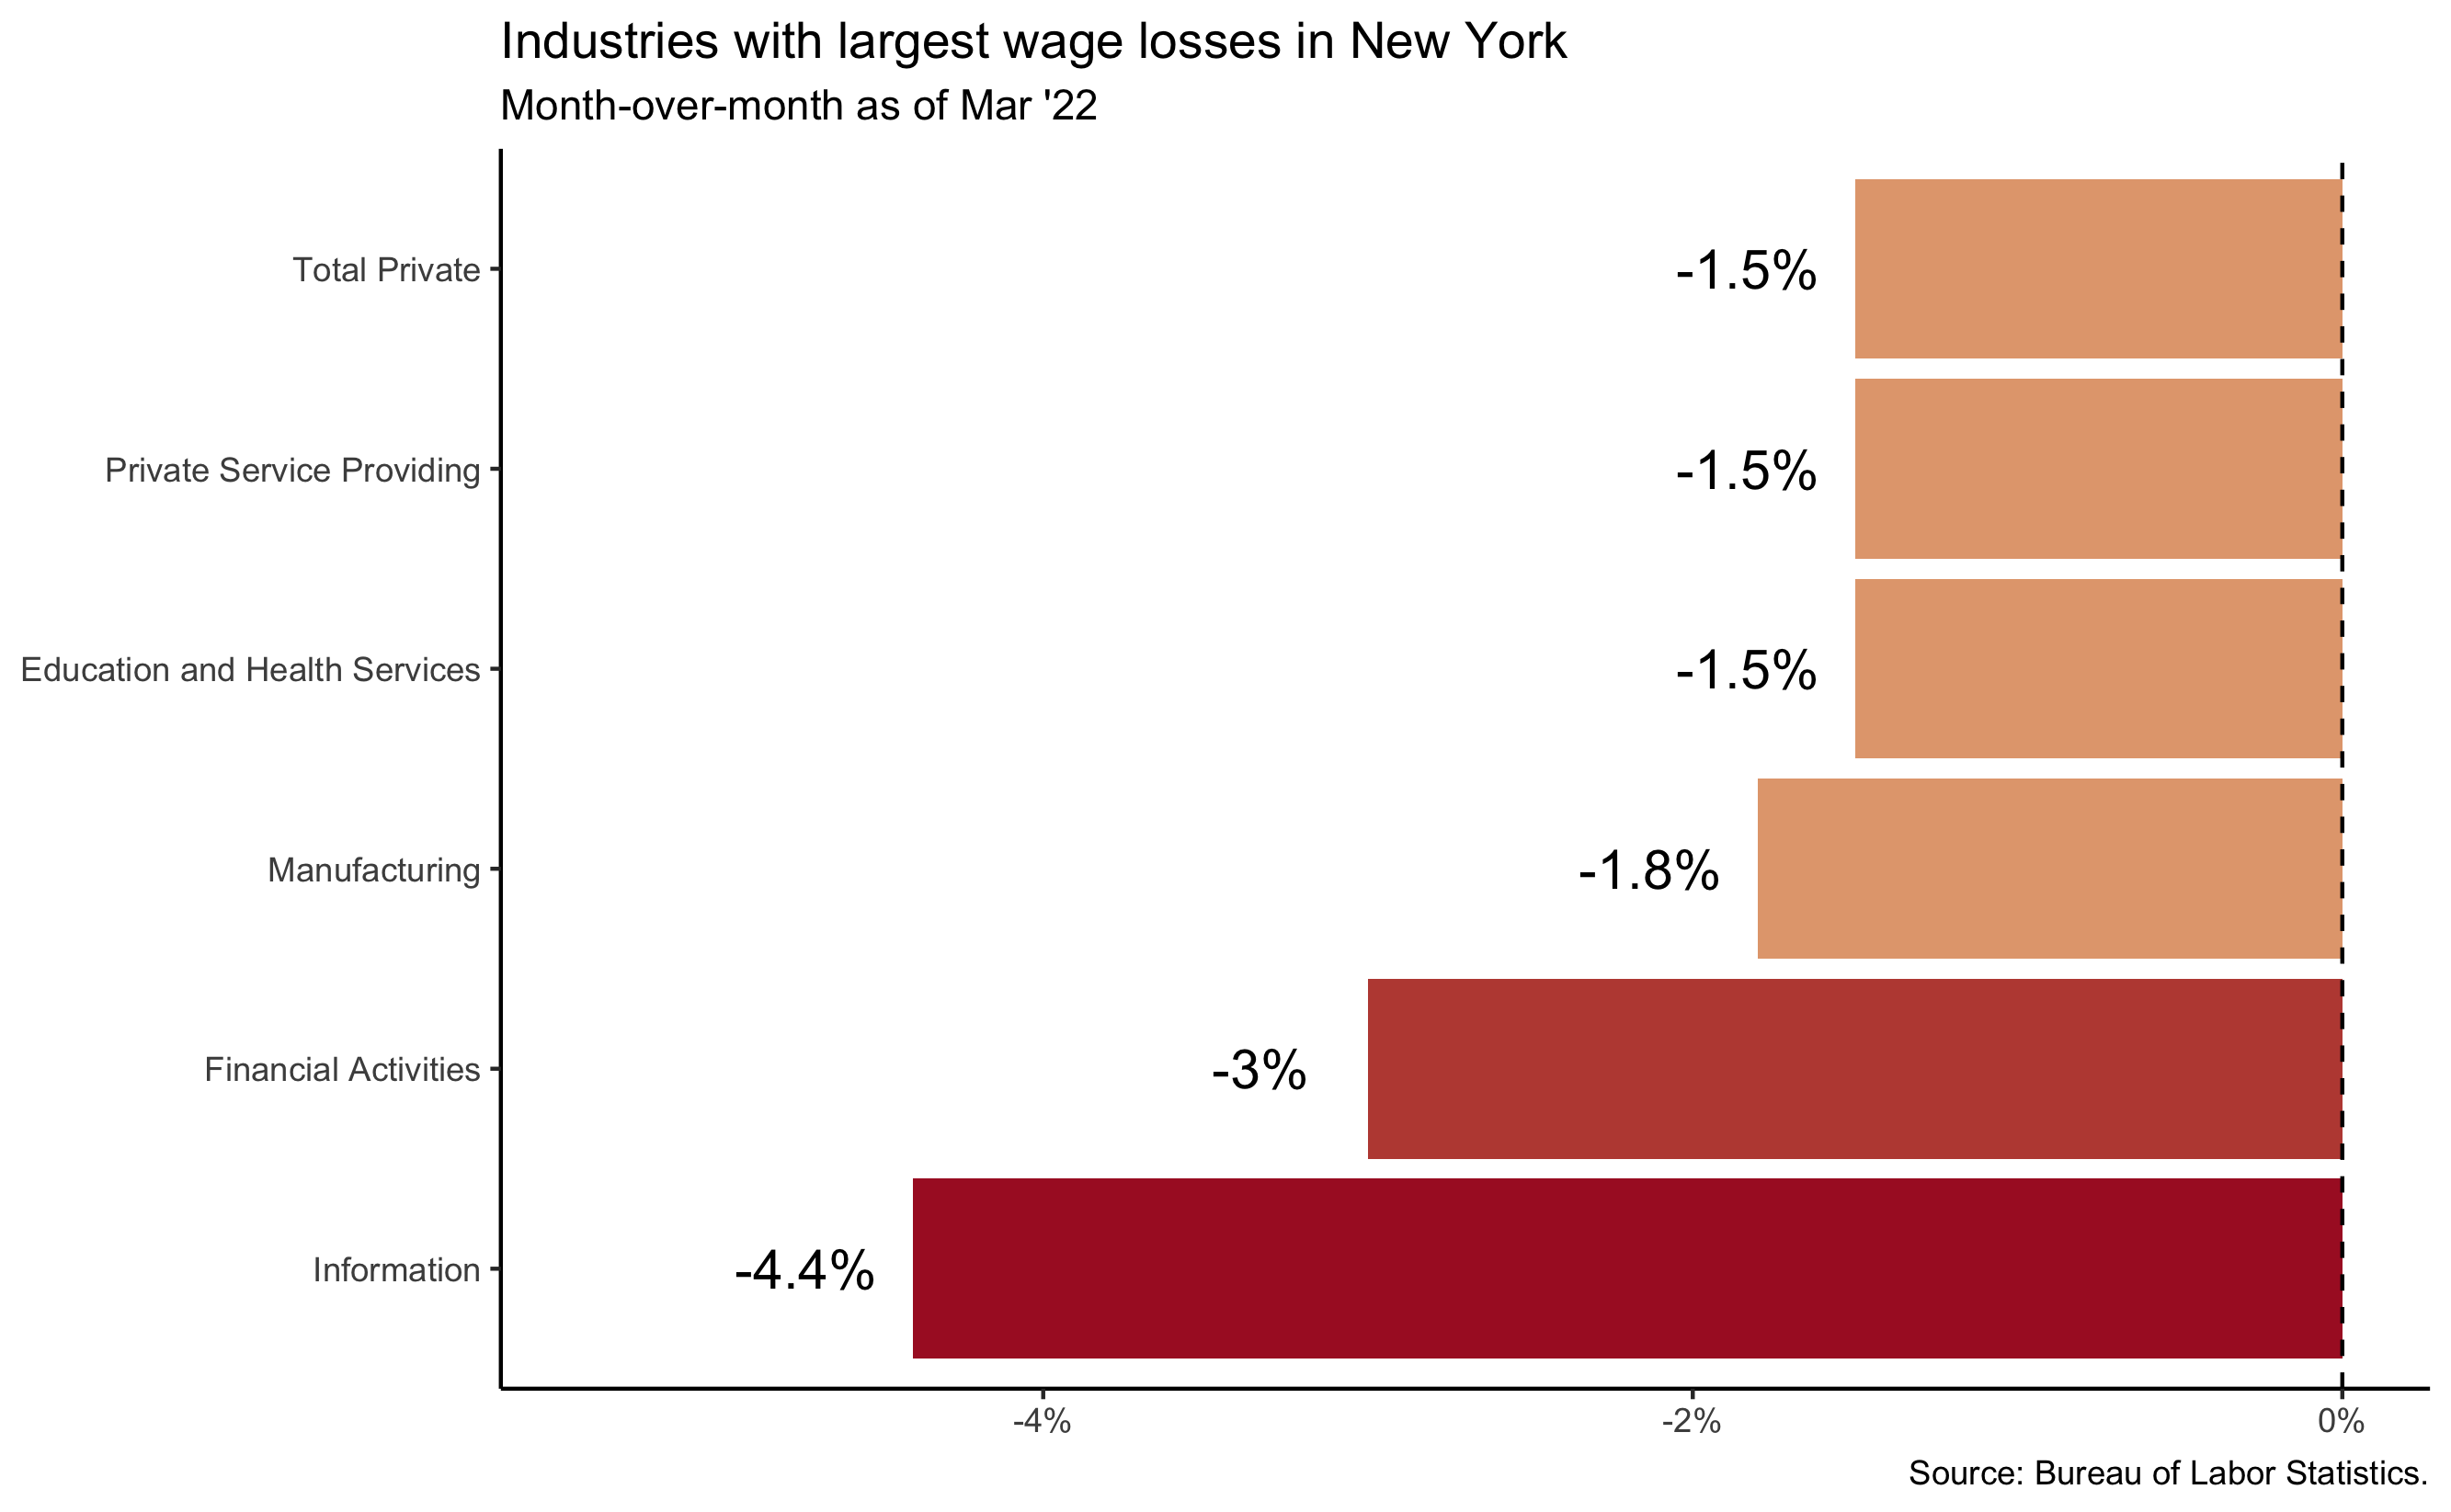 Industries with largest wage losses in New York
Month-over-month as of Mar '22
Total Private
-1.5%
Private Service Providing
-1.5%
Education and Health Services
-1.5%
Manufacturing
-1.8%
Financial Activities
-3%
Information
-4.4%
-4%
-2%
0%
Source: Bureau of Labor Statistics.